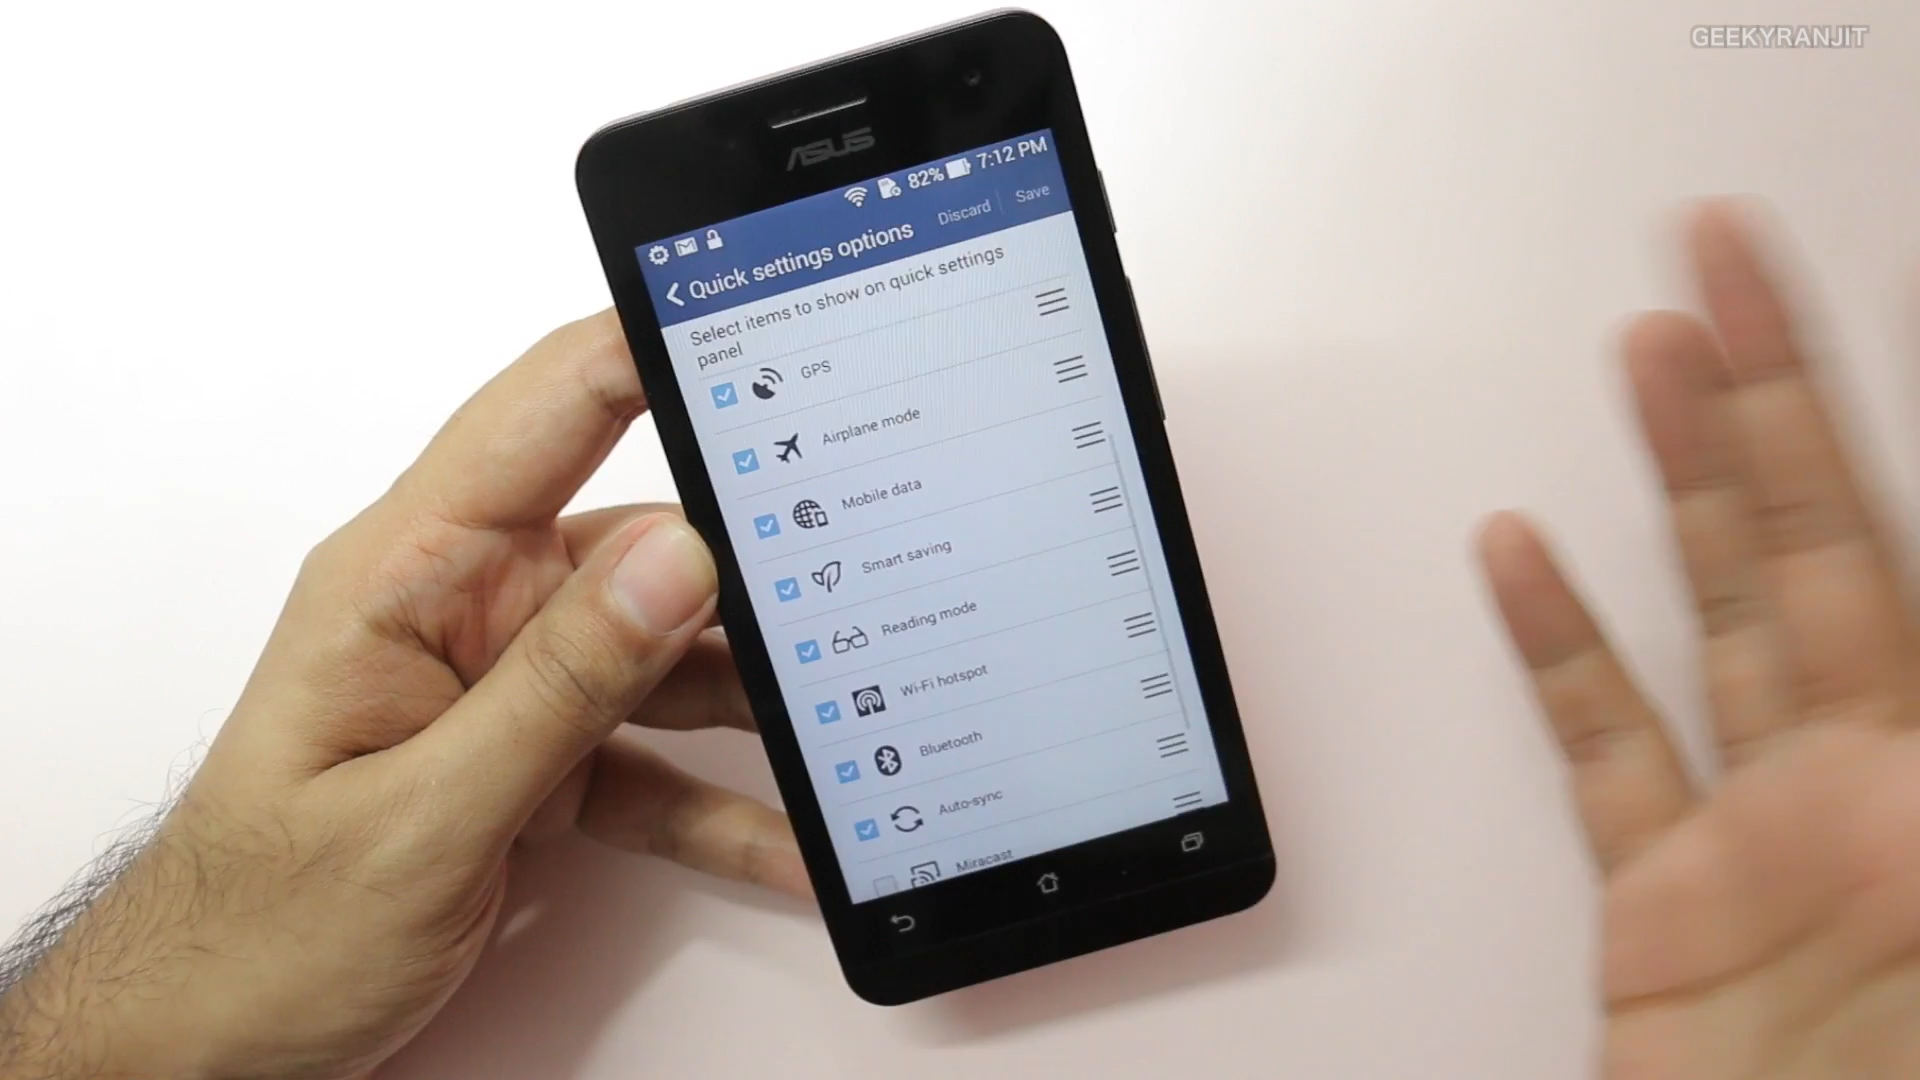 GEEKYRANJIT
ASUS
82% 7:12 PM
Quick settings options
Discard
Save
Select items to show on quick settings
panel
GPS
Airplane mode
Mobile data
Smart saving
Reading mode
Wi-Fi hotspot
Bluetooth
Auto-sync
Miracast